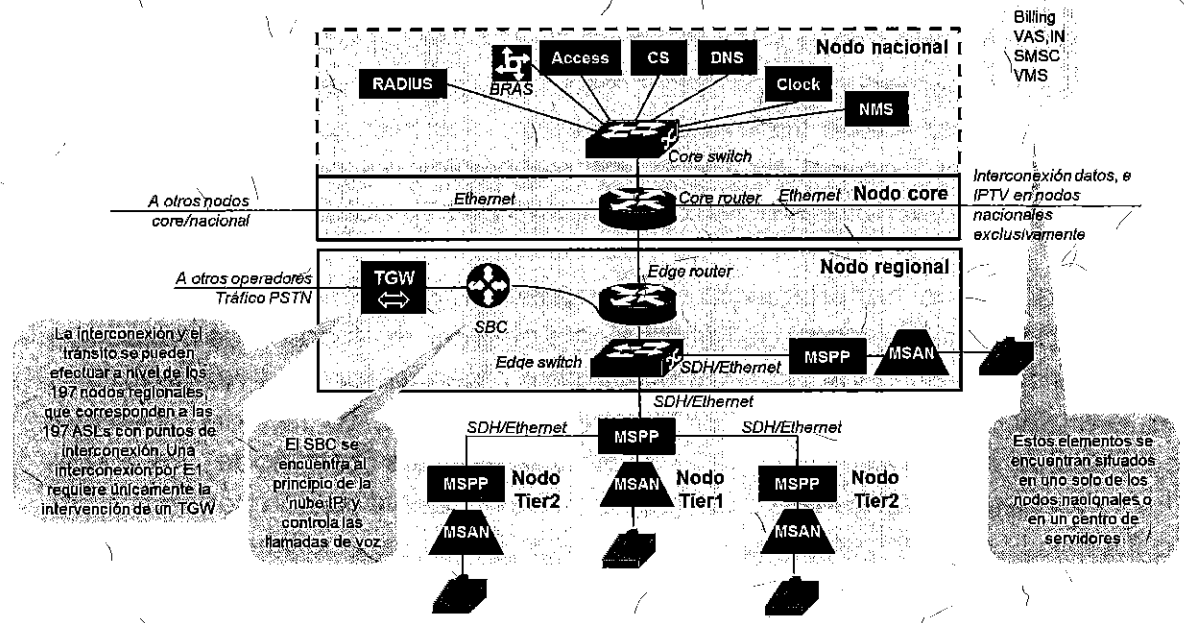 Billing
VAS,IN
SMSC
VMS
Nodo nacional
RADIUS
BRAS
Access
CS
DNS
Clock
NMS
Core switch
A otros nodos
core/nacional
Ethernet
Core router
Ethernet
Nodo core
Interconexión datos, e
IPTV en nodos
nacionales
exclusivamente
A otros operadores
Tráfico PSTN
TGW
SBC
Edge router
Nodo regional
Edge switch
SDH/Ethernet
MSPP
MSAN
La interconexión y el
tránsito se pueden
efectuar a nivel de los
197 nodos regionales,
que corresponden a las
197 ASLs con puntos de
interconexión. Una
interconexión por E1
requiere únicamente la
intervención de un TGW
El SBC se
encuentra al
principio de la
nube IP, y
controla las
llamadas de voz
SDH/Ethernet
SDH/Ethernet
MSPP
SDH/Ethernet
MSPP
Nodo
Tier2
MSAN
MSAN
Nodo
Tier1
MSPP
Nodo
Tier2
MSAN
Estos elementos se
encuentran situados
en uno solo de los
nodos nacionales o
en un centro de
servidores